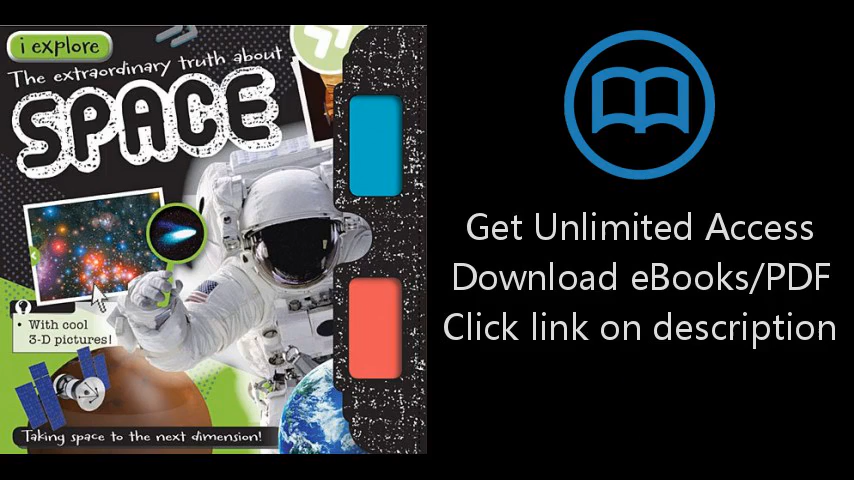 i explore
The extraordinary truth about
SPACE
• With cool
3-D pictures!
Taking space to the next dimension!
Get Unlimited Access
Download eBooks/PDF
Click link on description